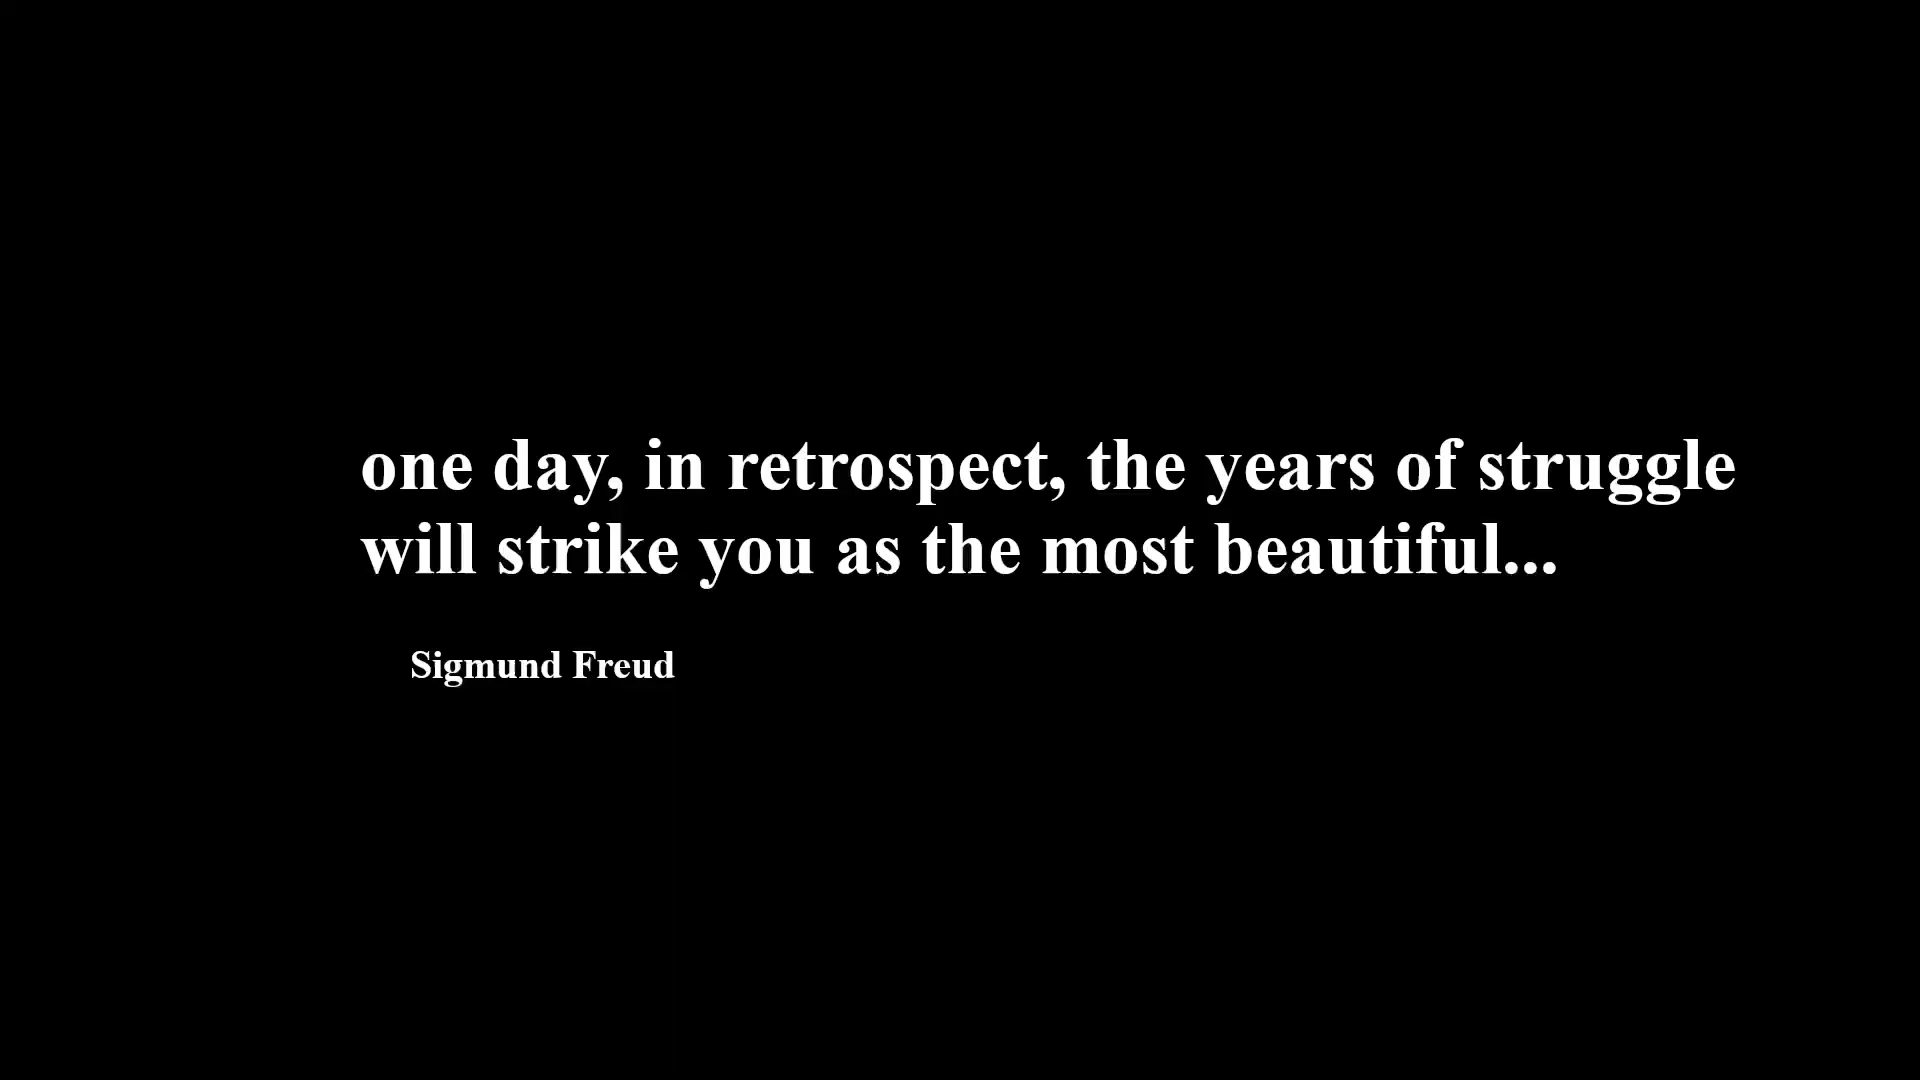 one day, in retrospect, the years of struggle
will strike you as the most beautiful...
Sigmund Freud